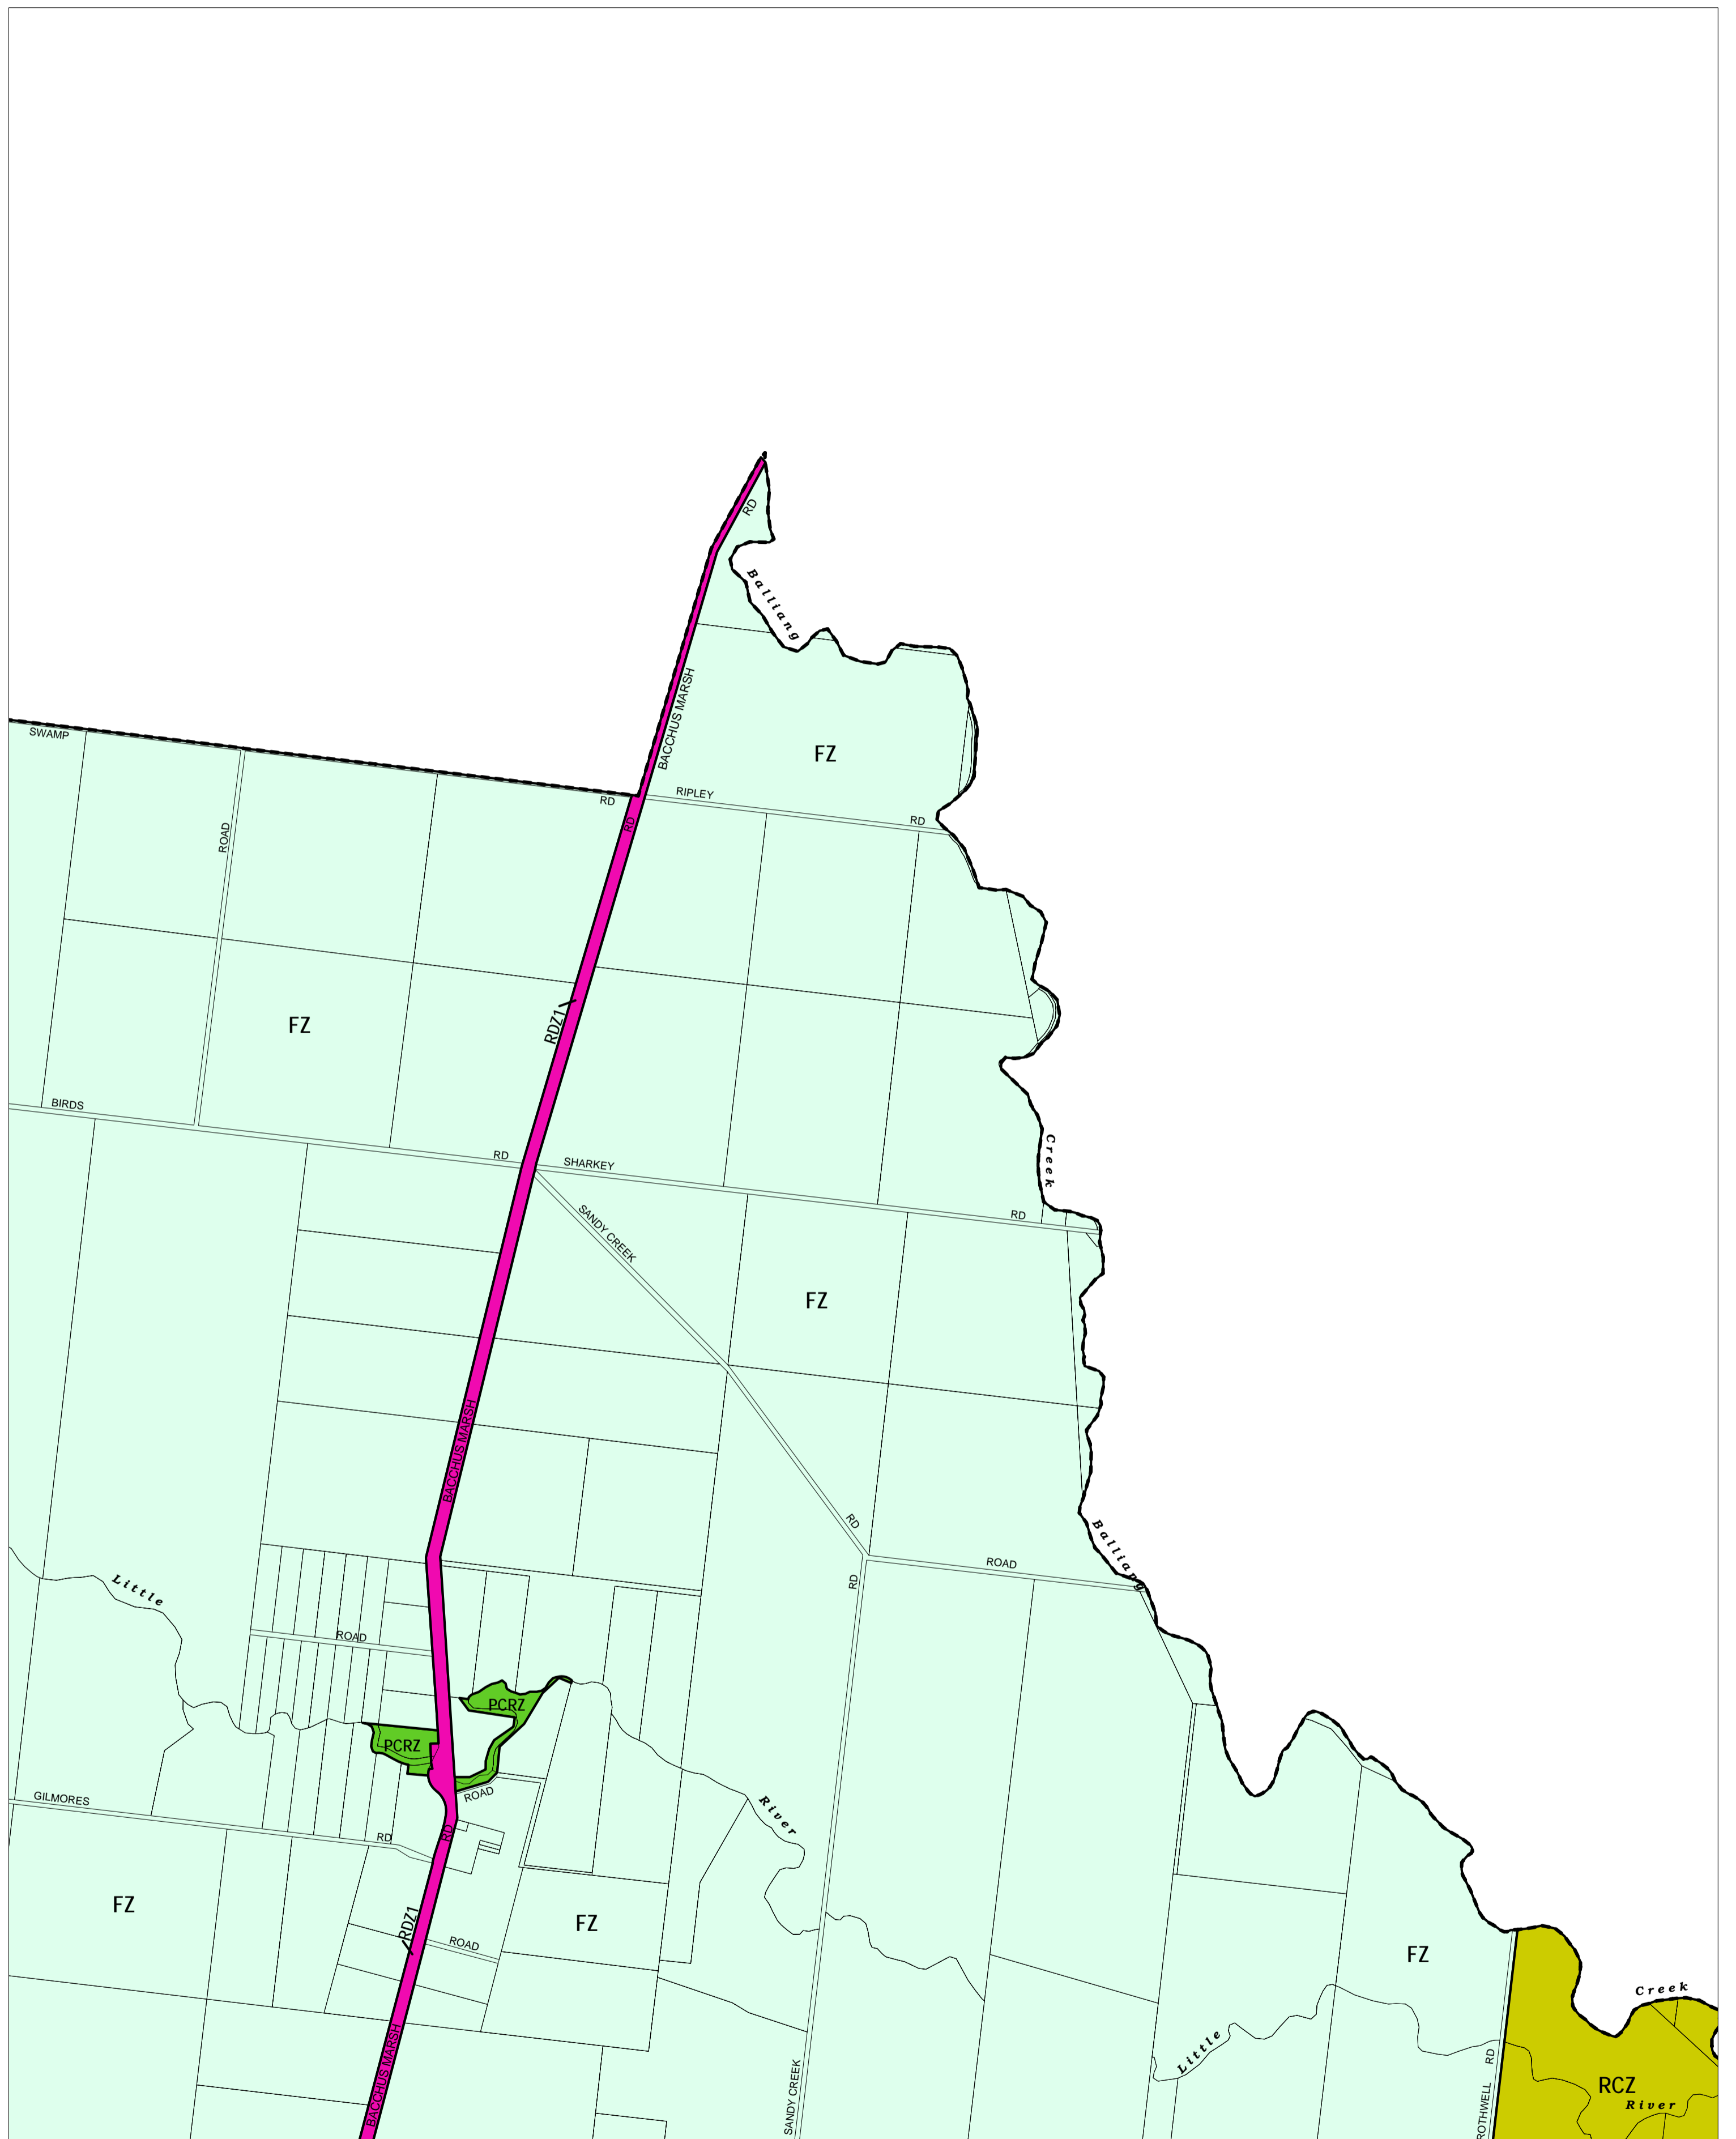 RD
Balliang
BACCHUS MARSH
SWAMP
FZ
RD
RIPLEY
RD
RD
ROAD
FZ
RDZ1
BIRDS
RD
SHARKEY
Creek
RD
SANDY CREEK
FZ
BACCHUS MARSH
RD
Balliang
ROAD
RD
Little
ROAD
PCRZ
PCRZ
ROAD
GILMORES
River
RD
RD
FZ
RDZ1
FZ
ROAD
FZ
Creek
Little
RD
BACCHUS MARSH
SANDY CREEK
RCZ
River
ROTHWELL